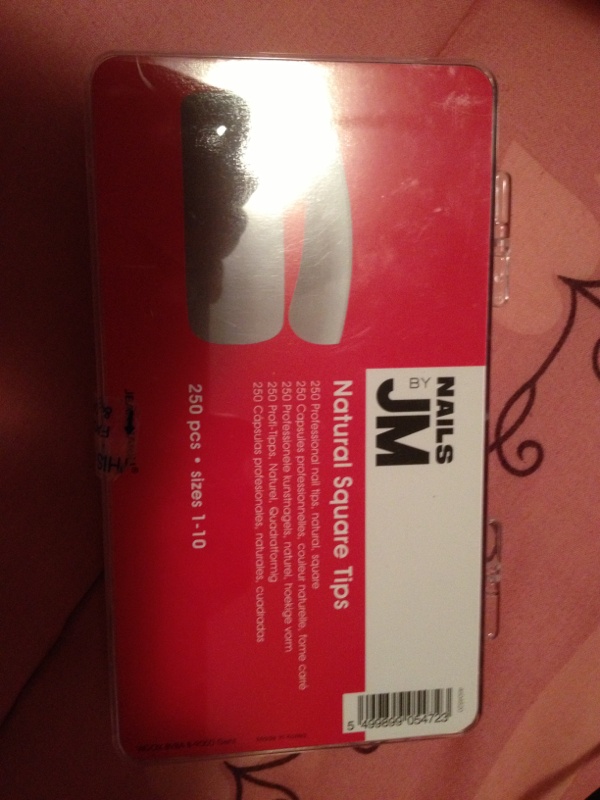 NAILS
BY JM
Natural Square Tips
250 Professional nail tips, natural, square
250 Capsules professionnelles, couleur naturelle, forme carré
250 Professionele kunstnagels, naturel, hoekige vorm
250 Profi-Tipps, Naturel, Quadratformig
250 Cápsulas profesionales, naturales, cuadradas
250 pcs • sizes 1-10
5 499899 054723